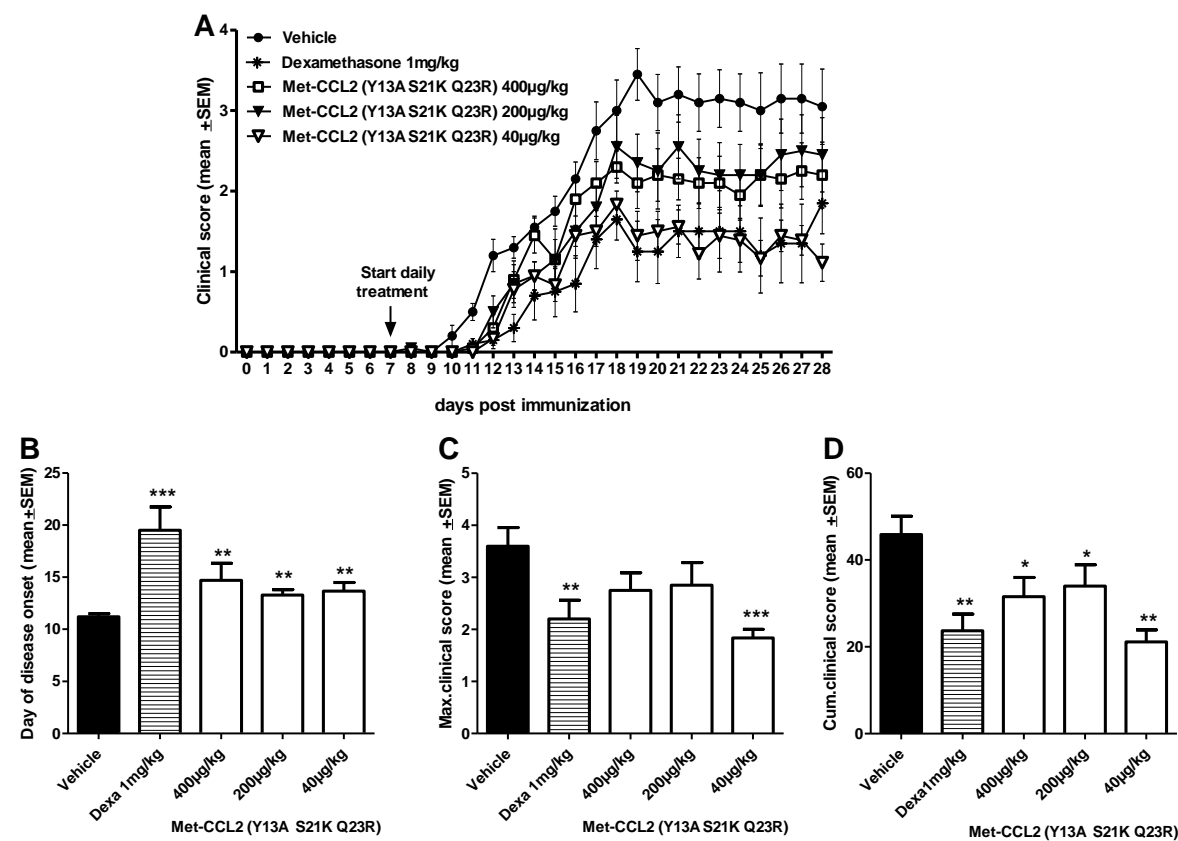 A
4
3
2
1
0
Clinical score (mean +SEM)
Vehicle
Dexamethasone 1mg/kg
Met-CCL2 (Y13A S21K Q23R) 400µg/kg
Met-CCL2 (Y13A S21K Q23R) 200µg/kg
Met-CCL2 (Y13A S21K Q23R) 40µg/kg
Start daily
treatment
0 1 2 3 4 5 6 7 8 9 10 11 12 13 14 15 16 17 18 19 20 21 22 23 24 25 26 27 28
days post immunization
B
25
20
15
10
5
0
Day of disease onset (mean±SEM)
***
**
**
**
Vehicle
Dexa 1mg/kg
400µg/kg
200µg/kg
40µg/kg
Met-CCL2 (Y13A S21K Q23R)
C
5
4
3
2
1
0
Max.clinical score (mean ±SEM)
**
***
Vehicle
Dexa 1mg/kg
400µg/kg
200µg/kg
40µg/kg
Met-CCL2 (Y13A S21K Q23R)
D
60
40
20
0
Cum.clinical score (mean ±SEM)
**
*
*
**
Vehicle
Dexa1mg/kg
400µg/kg
200µg/kg
40µg/kg
Met-CCL2 (Y13A S21K Q23R)